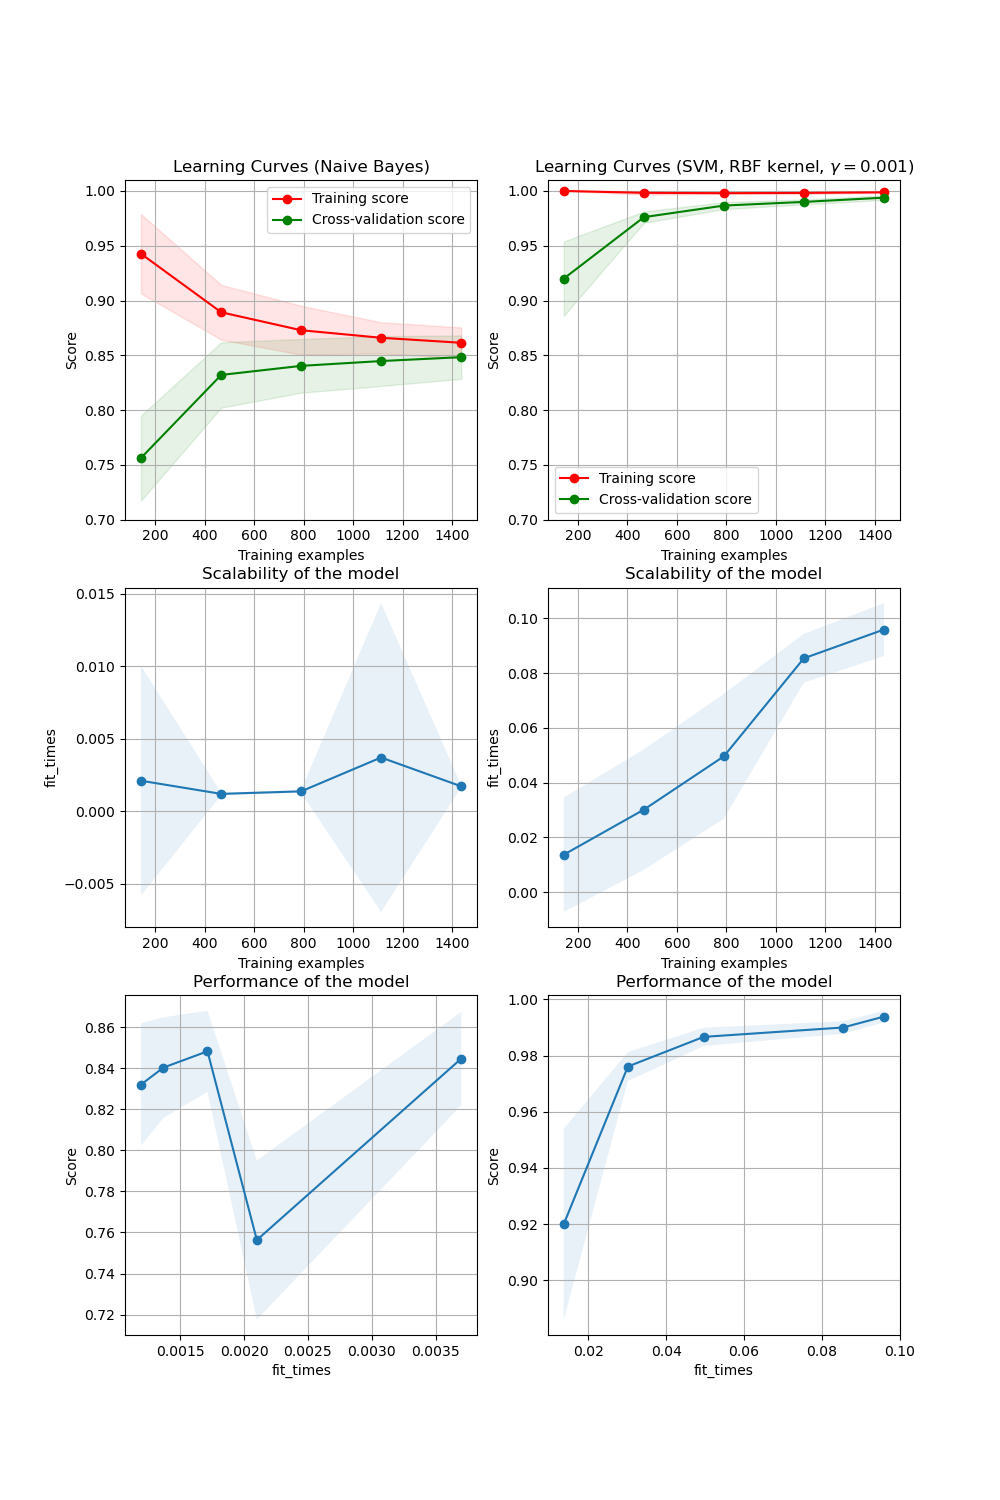 Learning Curves (Naive Bayes)
1.00
0.95
0.90
0.85
0.80
0.75
0.70
Score
Training score
Cross-validation score
200 400 600 800 1000 1200 1400
Training examples
Learning Curves (SVM, RBF kernel, γ = 0.001)
1.00
0.95
0.90
0.85
0.80
0.75
0.70
Score
Training score
Cross-validation score
200 400 600 800 1000 1200 1400
Training examples
Scalability of the model
0.015
0.010
0.005
0.000
−0.005
fit_times
200 400 600 800 1000 1200 1400
Training examples
Scalability of the model
0.10
0.08
0.06
0.04
0.02
0.00
fit_times
200 400 600 800 1000 1200 1400
Training examples
Performance of the model
0.86
0.84
0.82
0.80
0.78
0.76
0.74
0.72
Score
0.0015 0.0020 0.0025 0.0030 0.0035
fit_times
Performance of the model
1.00
0.98
0.96
0.94
0.92
0.90
Score
0.02 0.04 0.06 0.08 0.10
fit_times